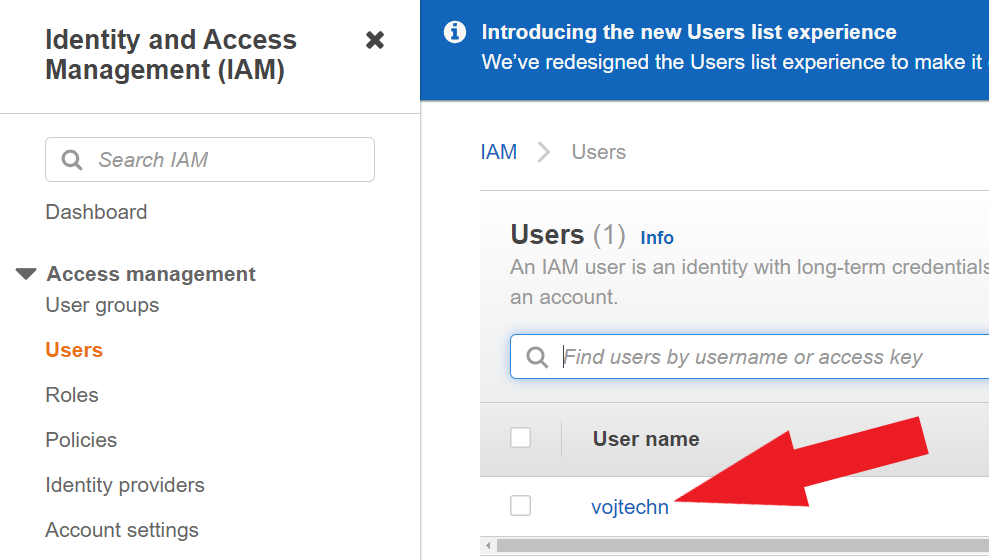 Identity and Access
Management (IAM)
Search IAM
Dashboard
Access management
User groups
Users
Roles
Policies
Identity providers
Account settings
Introducing the new Users list experience
We've redesigned the Users list experience to make it
IAM
Users
Users (1) Info
An IAM user is an identity with long-term credentials
an account.
Find users by username or access key
User name
vojtechn